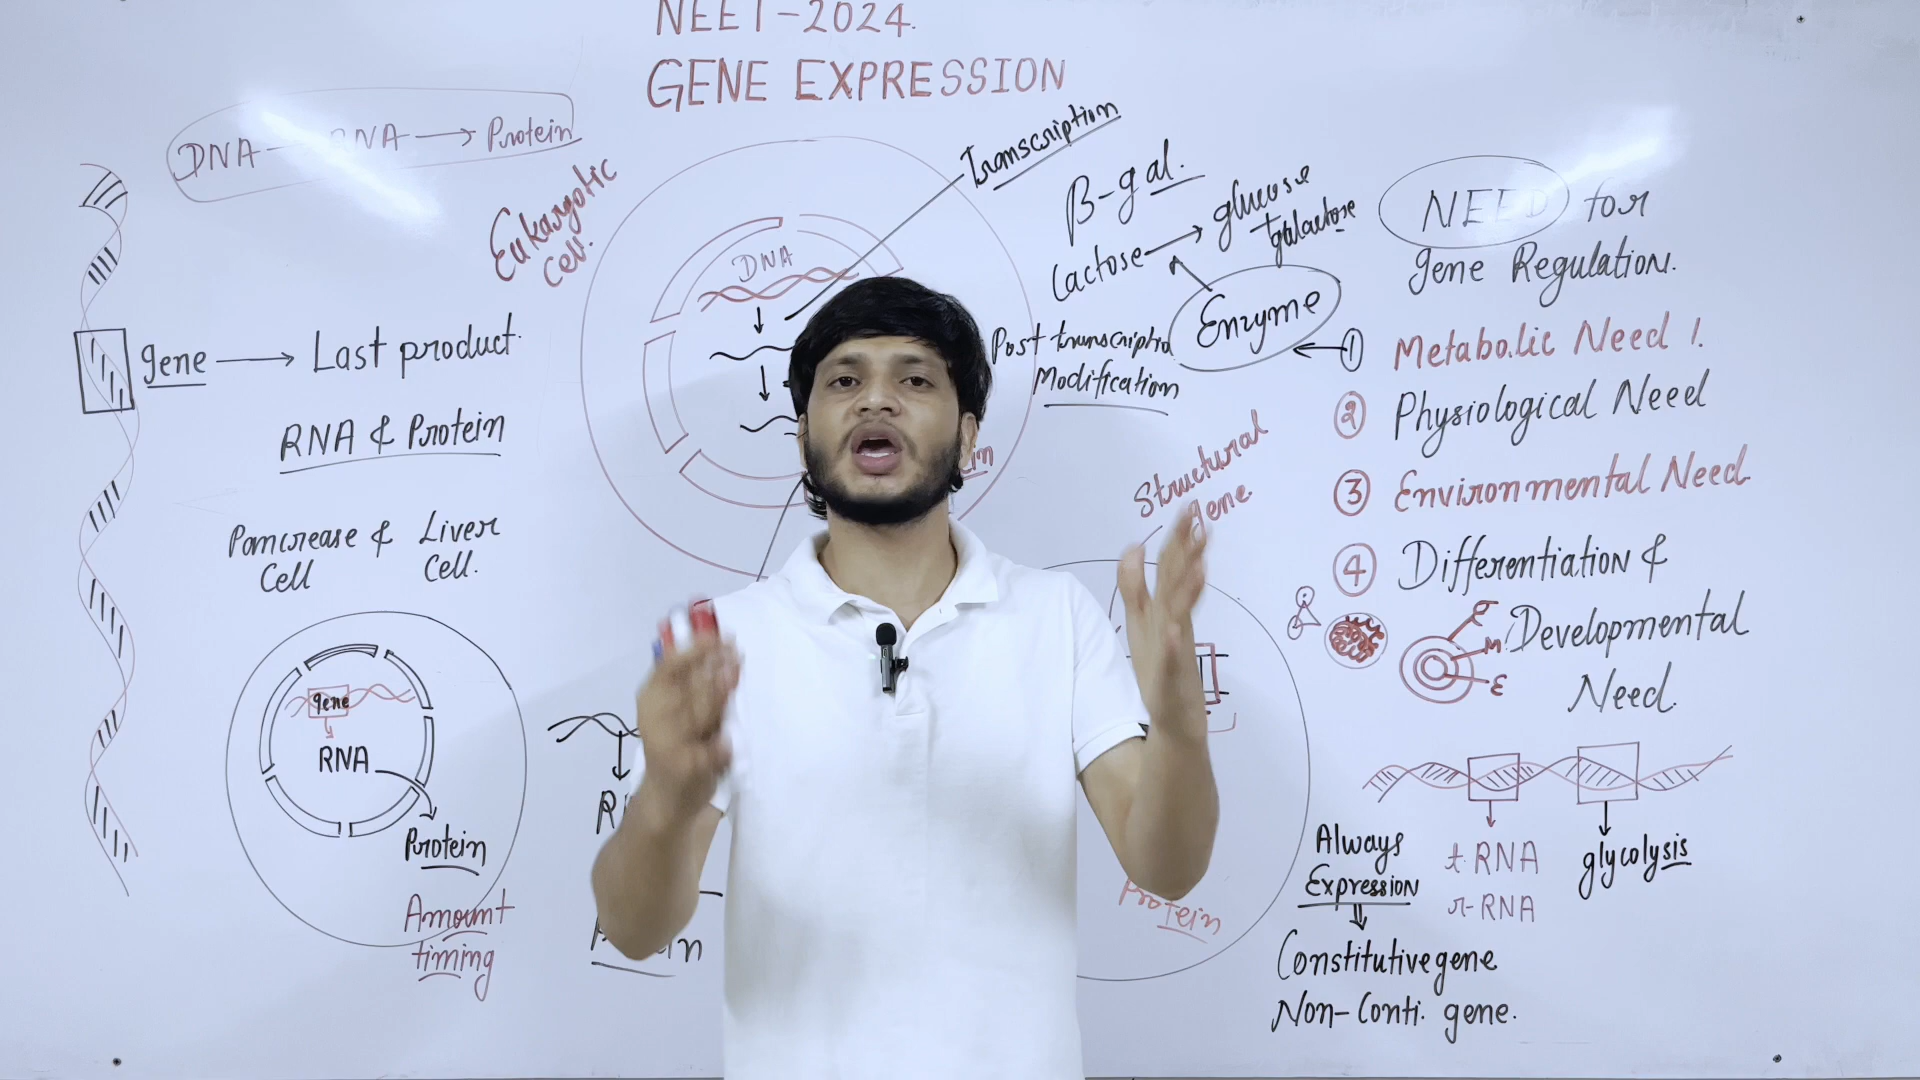 NEET-2024.
GENE EXPRESSION
DNA RNA → Protein
Eukaryotic
Cell.
DNA
Transcription
β-gal.
Lactose → glucose
+galactose
Enzyme
Post transcriptio
Modification
gene → Last product.
RNA & Protein
Pancrease & Liver
Cell Cell.
gene
RNA
Protein
Amount
timing
Structural
gene.
Protein
NEED for
gene Regulation.
① Metabolic Need 1.
② Physiological Need
③ Environmental Need.
④ Differentiation &
Developmental
Need.
M
E
Always
Expression
t RNA
r-RNA
glycolysis
Constitutive gene
Non-Conti. gene.